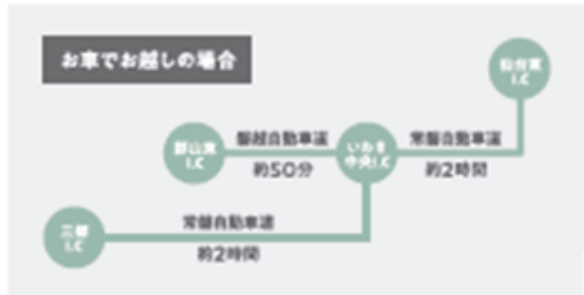 お車でお越しの場合
仙台東
I.C
郡山東
I.C
磐越自動車道
約50分
いわき
中央I.C
常磐自動車道
約2時間
三郷
I.C
常磐自動車道
約2時間